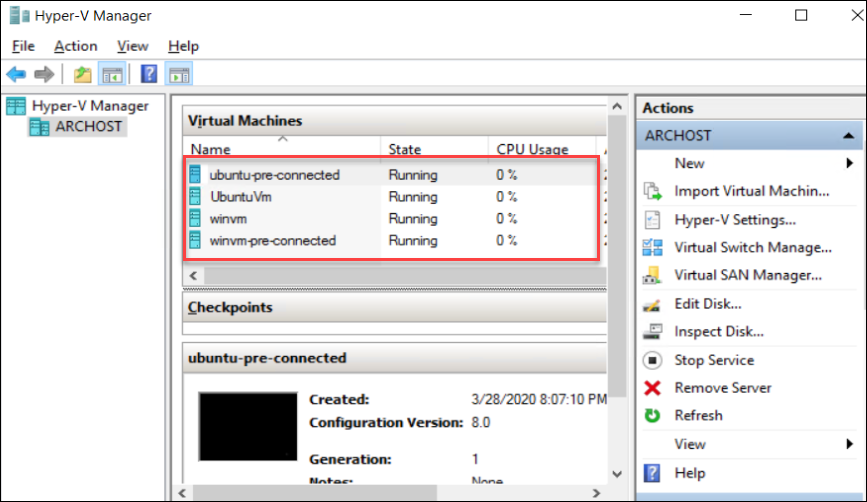 Hyper-V Manager
File Action View Help
Hyper-V Manager
ARCHOST
Virtual Machines
Name State CPU Usage
ubuntu-pre-connected Running 0 %
UbuntuVm Running 0 %
winvm Running 0 %
winvm-pre-connected Running 0 %
Checkpoints
ubuntu-pre-connected
Created: 3/28/2020 8:07:10 PM
Configuration Version: 8.0
Generation: 1
Notes: None
Actions
ARCHOST
New
Import Virtual Machin...
Hyper-V Settings...
Virtual Switch Manage...
Virtual SAN Manager...
Edit Disk...
Inspect Disk...
Stop Service
Remove Server
Refresh
View
Help